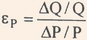 εP = (ΔQ / Q) / (ΔP / P)